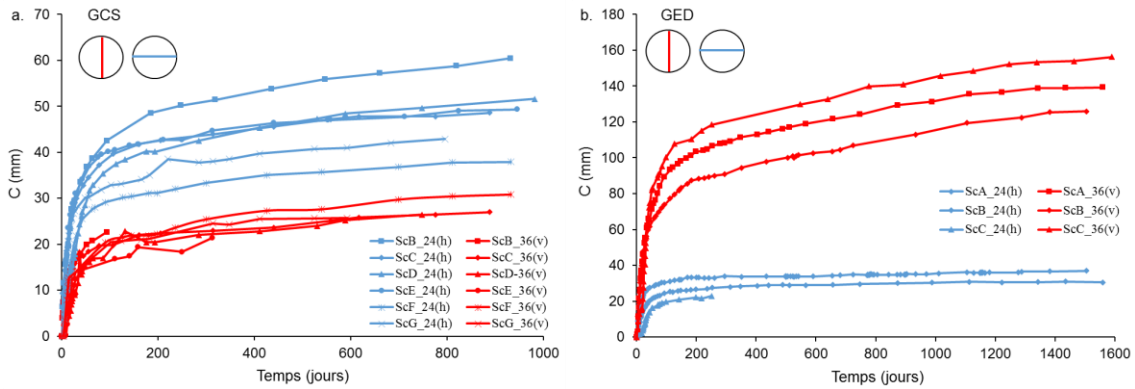 a.
GCS
70
60
50
40
30
20
10
0
C (mm)
0 200 400 600 800 1000
Temps (jours)
ScB_24(h) ScB_36(v)
ScC_24(h) ScC_36(v)
ScD_24(h) ScD-36(v)
ScE_24(h) ScE_36(v)
ScF_24(h) ScF_36(v)
ScG_24(h) ScG_36(v)
b.
GED
180
160
140
120
100
80
60
40
20
0
C (mm)
0 200 400 600 800 1000 1200 1400 1600
Temps (jours)
ScA_24(h) ScA_36(v)
ScB_24(h) ScB_36(v)
ScC_24(h) ScC_36(v)